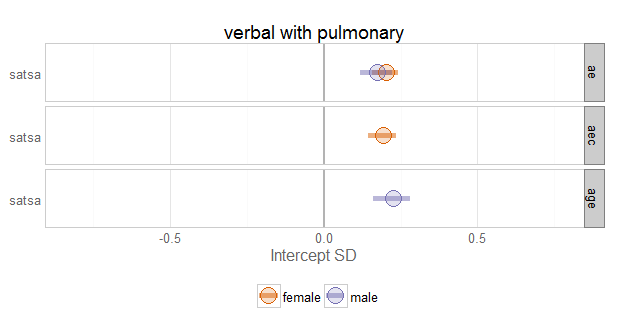 verbal with pulmonary
satsa
ae
satsa
aec
satsa
age
-0.5 0.0 0.5
Intercept SD
female male